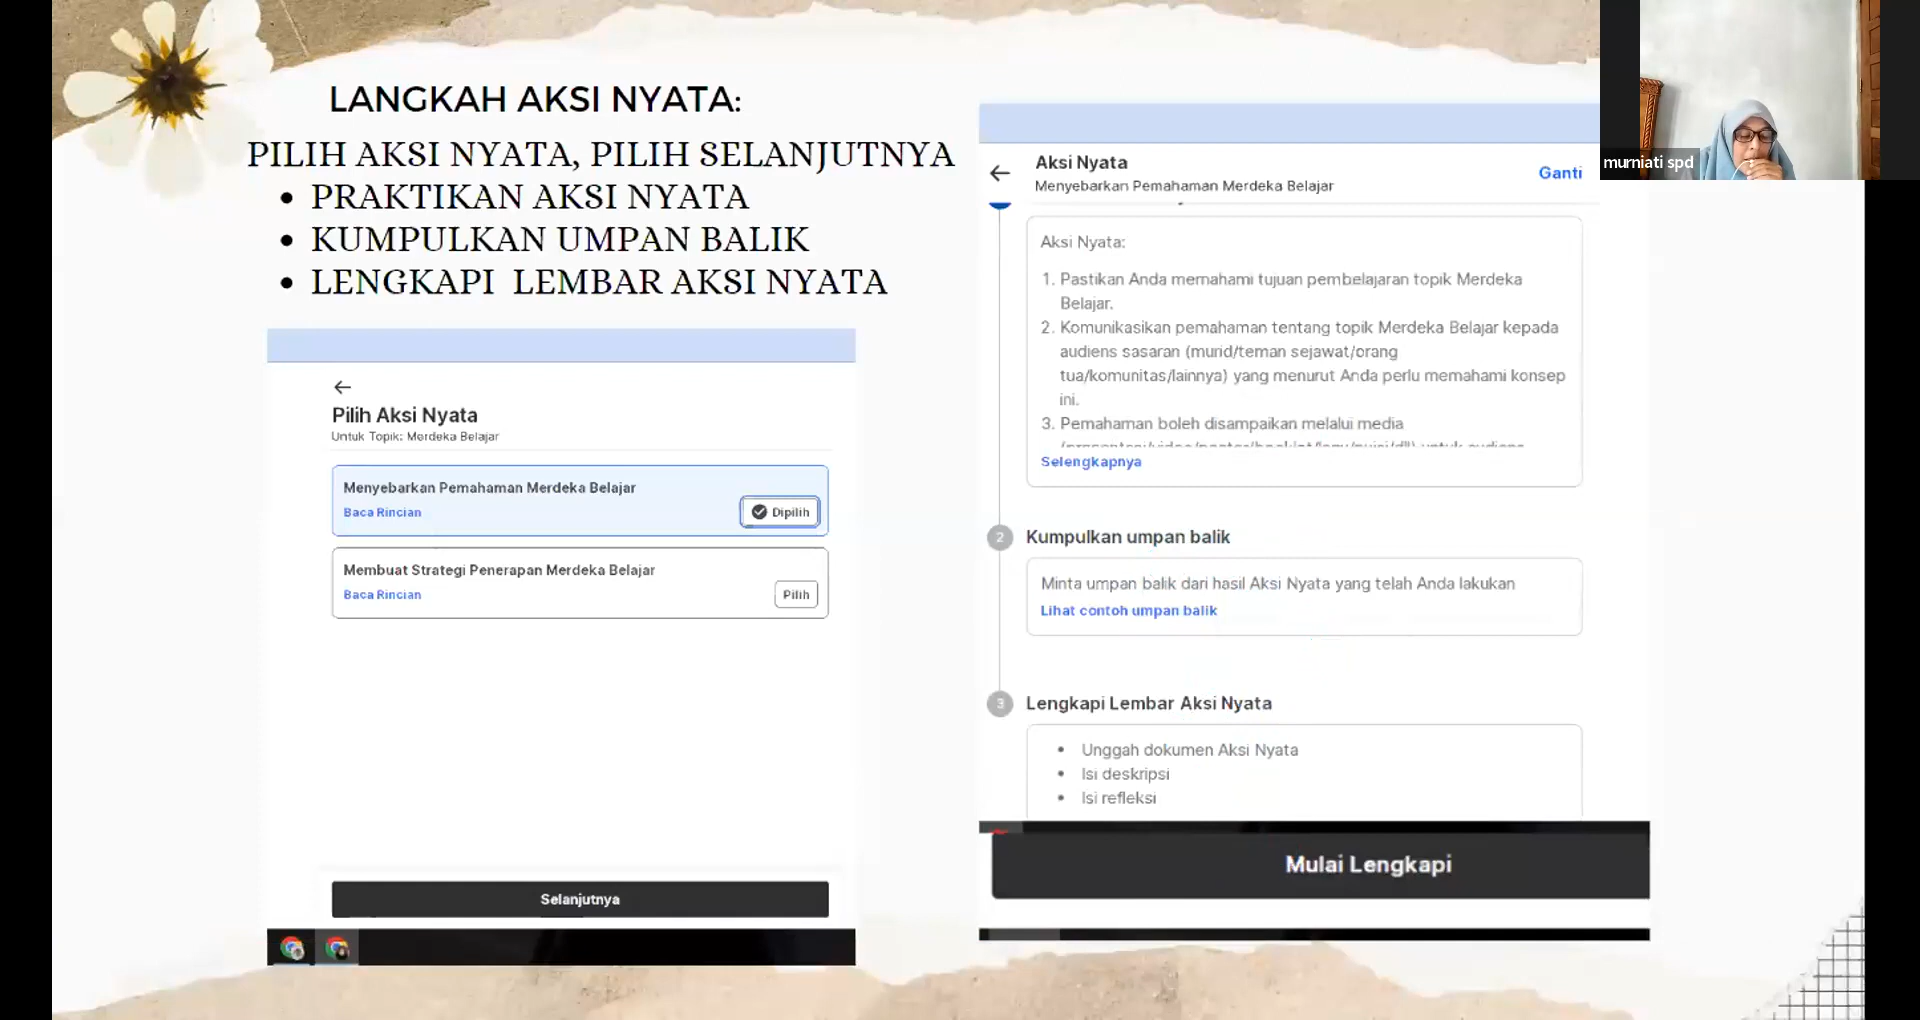 LANGKAH AKSI NYATA:
PILIH AKSI NYATA, PILIH SELANJUTNYA
• PRAKTIKAN AKSI NYATA
• KUMPULKAN UMPAN BALIK
• LENGKAPI LEMBAR AKSI NYATA
Pilih Aksi Nyata
Untuk Topik: Merdeka Belajar
Menyebarkan Pemahaman Merdeka Belajar
Baca Rincian
Dipilih
Membuat Strategi Penerapan Merdeka Belajar
Baca Rincian
Pilih
Selanjutnya
Aksi Nyata
Menyebarkan Pemahaman Merdeka Belajar
Ganti
Aksi Nyata:
1. Pastikan Anda memahami tujuan pembelajaran topik Merdeka
Belajar.
2. Komunikasikan pemahaman tentang topik Merdeka Belajar kepada
audiens sasaran (murid/teman sejawat/orang
tua/komunitas/lainnya) yang menurut Anda perlu memahami konsep
ini.
3. Pemahaman boleh disampaikan melalui media
Selengkapnya
2 Kumpulkan umpan balik
Minta umpan balik dari hasil Aksi Nyata yang telah Anda lakukan
Lihat contoh umpan balik
3 Lengkapi Lembar Aksi Nyata
• Unggah dokumen Aksi Nyata
• Isi deskripsi
• Isi refleksi
Mulai Lengkapi
murniati spd